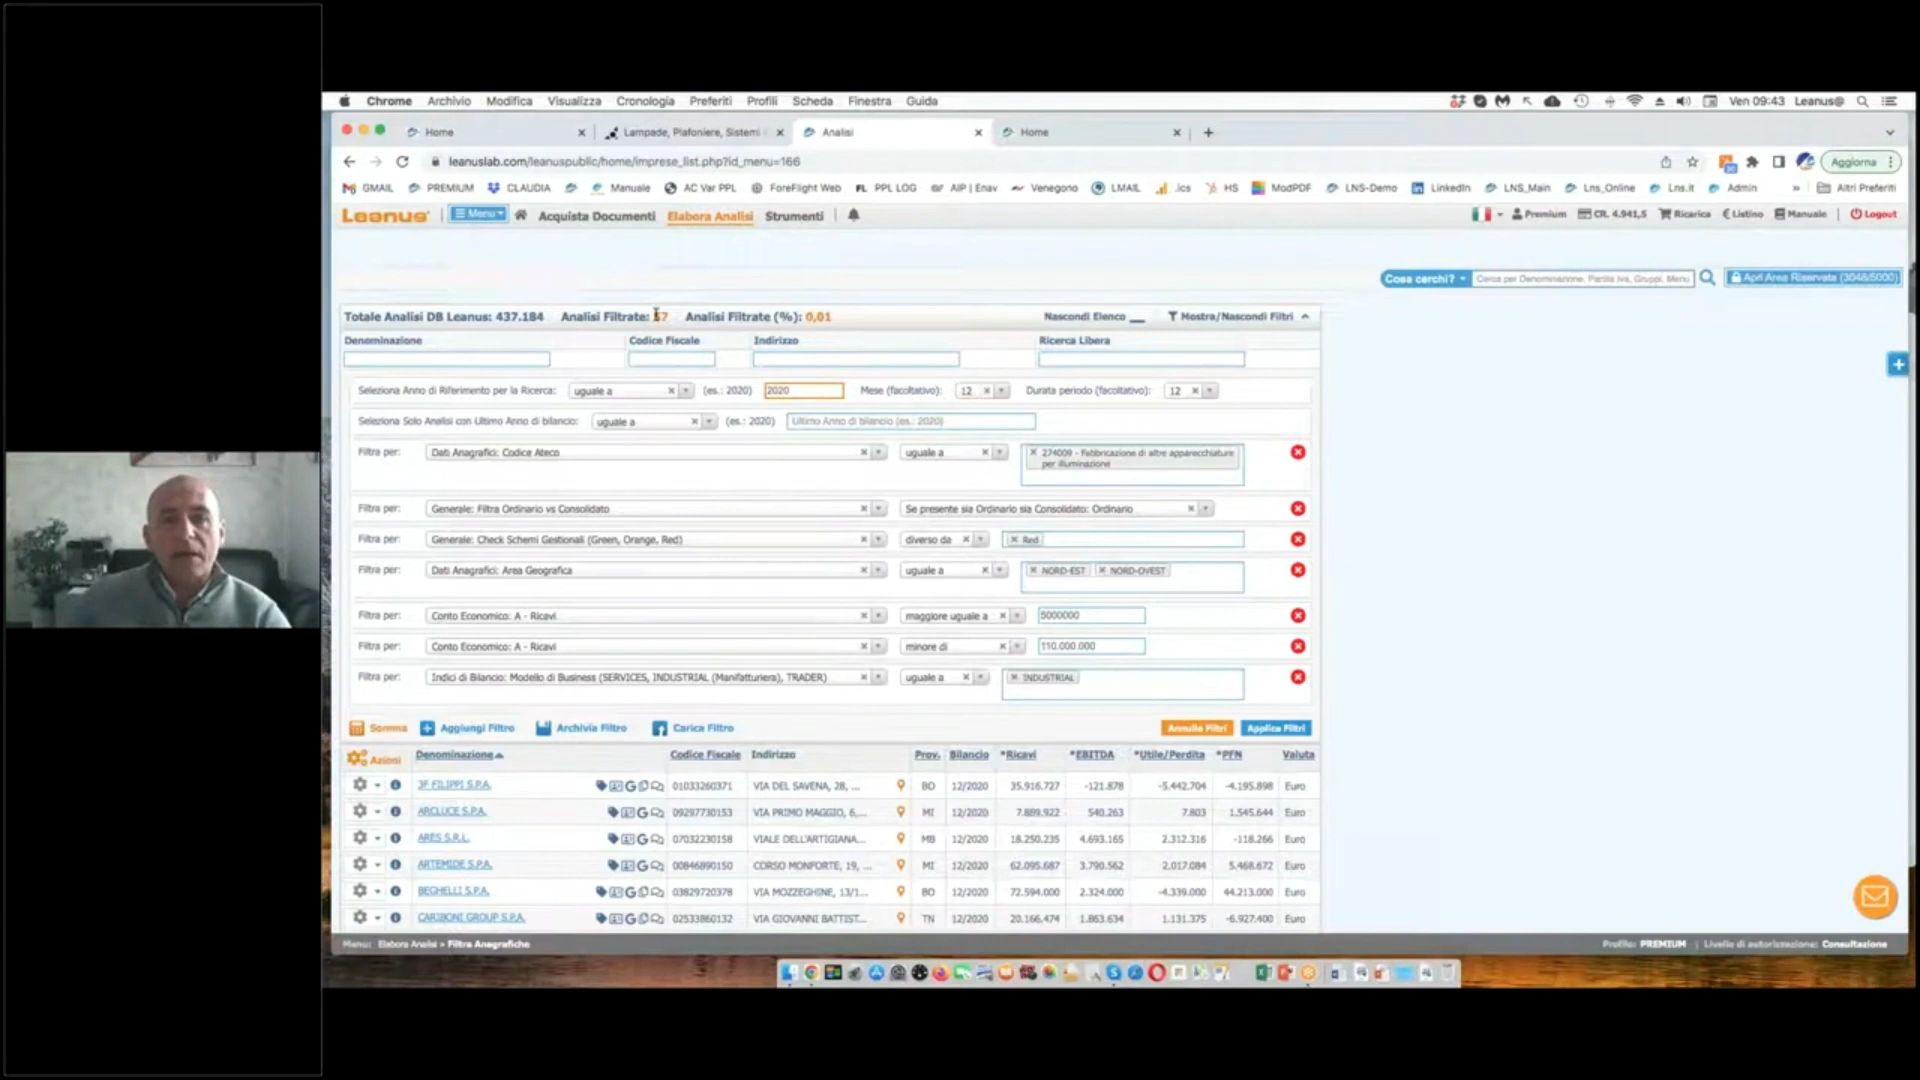 Chrome Archivio Modifica Visualizza Cronologia Preferiti Profili Scheda Finestra Guida Ven 09:43 Leanus@
Home Lampade, Plafoniere, Sistemi Analisi Home
leanuslab.com/leanuspublic/home/imprese_list.php?id_menu=166 Aggiorna
GMAIL PREMIUM CLAUDIA Manuale AC Var PPL ForeFlight Web FL PPL LOG AIP | Enav Venegono LMAIL .ics HS ModPDF LNS-Demo LinkedIn LNS_Main Lns_Online Lns.it Admin » Altri Preferiti
Leanus Menu Acquista Documenti Elabora Analisi Strumenti Premium CR. 4.941,5 Ricarica € Listino Manuale Logout
Cosa cerchi? Cerca per Denominazione, Partita Iva, Gruppi, Menu Apri Area Riservata (3048/5000)
Totale Analisi DB Leanus: 437.184 Analisi Filtrate: 7 Analisi Filtrate (%): 0,01 Nascondi Elenco Mostra/Nascondi Filtri
Denominazione Codice Fiscale Indirizzo Ricerca Libera
Seleziona Anno di Riferimento per la Ricerca: uguale a (es.: 2020) 2020 Mese (facoltativo): 12 Durata periodo (facoltativo): 12
Seleziona Solo Analisi con Ultimo Anno di bilancio: uguale a (es.: 2020) Ultimo Anno di bilancio (es.: 2020)
Filtra per: Dati Anagrafici: Codice Ateco uguale a 274009 - Fabbricazione di altre apparecchiature
per illuminazione
Filtra per: Generale: Filtra Ordinario vs Consolidato Se presente sia Ordinario sia Consolidato: Ordinario
Filtra per: Generale: Check Schemi Gestionali (Green, Orange, Red) diverso da Red
Filtra per: Dati Anagrafici: Area Geografica uguale a NORD-EST NORD-OVEST
Filtra per: Conto Economico: A - Ricavi maggiore uguale a 5000000
Filtra per: Conto Economico: A - Ricavi minore di 110.000.000
Filtra per: Indici di Bilancio: Modello di Business (SERVICES, INDUSTRIAL (Manifatturiera), TRADER) uguale a INDUSTRIAL
Somma Aggiungi Filtro Archivia Filtro Carica Filtro Annulla Filtri Applica Filtri
Azioni Denominazione Codice Fiscale Indirizzo Prov. Bilancio *Ricavi *EBITDA *Utile/Perdita *PFN Valuta
3F FILIPPI S.P.A. 01033260371 VIA DEL SAVENA, 28, ... BO 12/2020 35.916.727 -121.878 -5.442.704 -4.195.898 Euro
ARCLUCE S.P.A. 09297730153 VIA PRIMO MAGGIO, 6,... MI 12/2020 7.889.922 540.263 7.803 1.545.644 Euro
ARES S.R.L. 07032230158 VIALE DELL'ARTIGIANA... MB 12/2020 18.250.235 4.693.165 2.312.316 -118.266 Euro
ARTEMIDE S.P.A. 00846890150 CORSO MONFORTE, 19, ... MI 12/2020 62.095.687 3.790.562 2.017.084 5.468.672 Euro
BEGHELLI S.P.A. 03829720378 VIA MOZZEGHINE, 13/1... BO 12/2020 72.594.000 2.324.000 -4.339.000 44.213.000 Euro
CARIBONI GROUP S.P.A. 02533860132 VIA GIOVANNI BATTIST... TN 12/2020 20.166.474 1.863.634 1.131.375 -6.927.400 Euro
Menu: Elabora Analisi » Filtra Anagrafiche Profilo: PREMIUM | Livello di autorizzazione: Consultazione